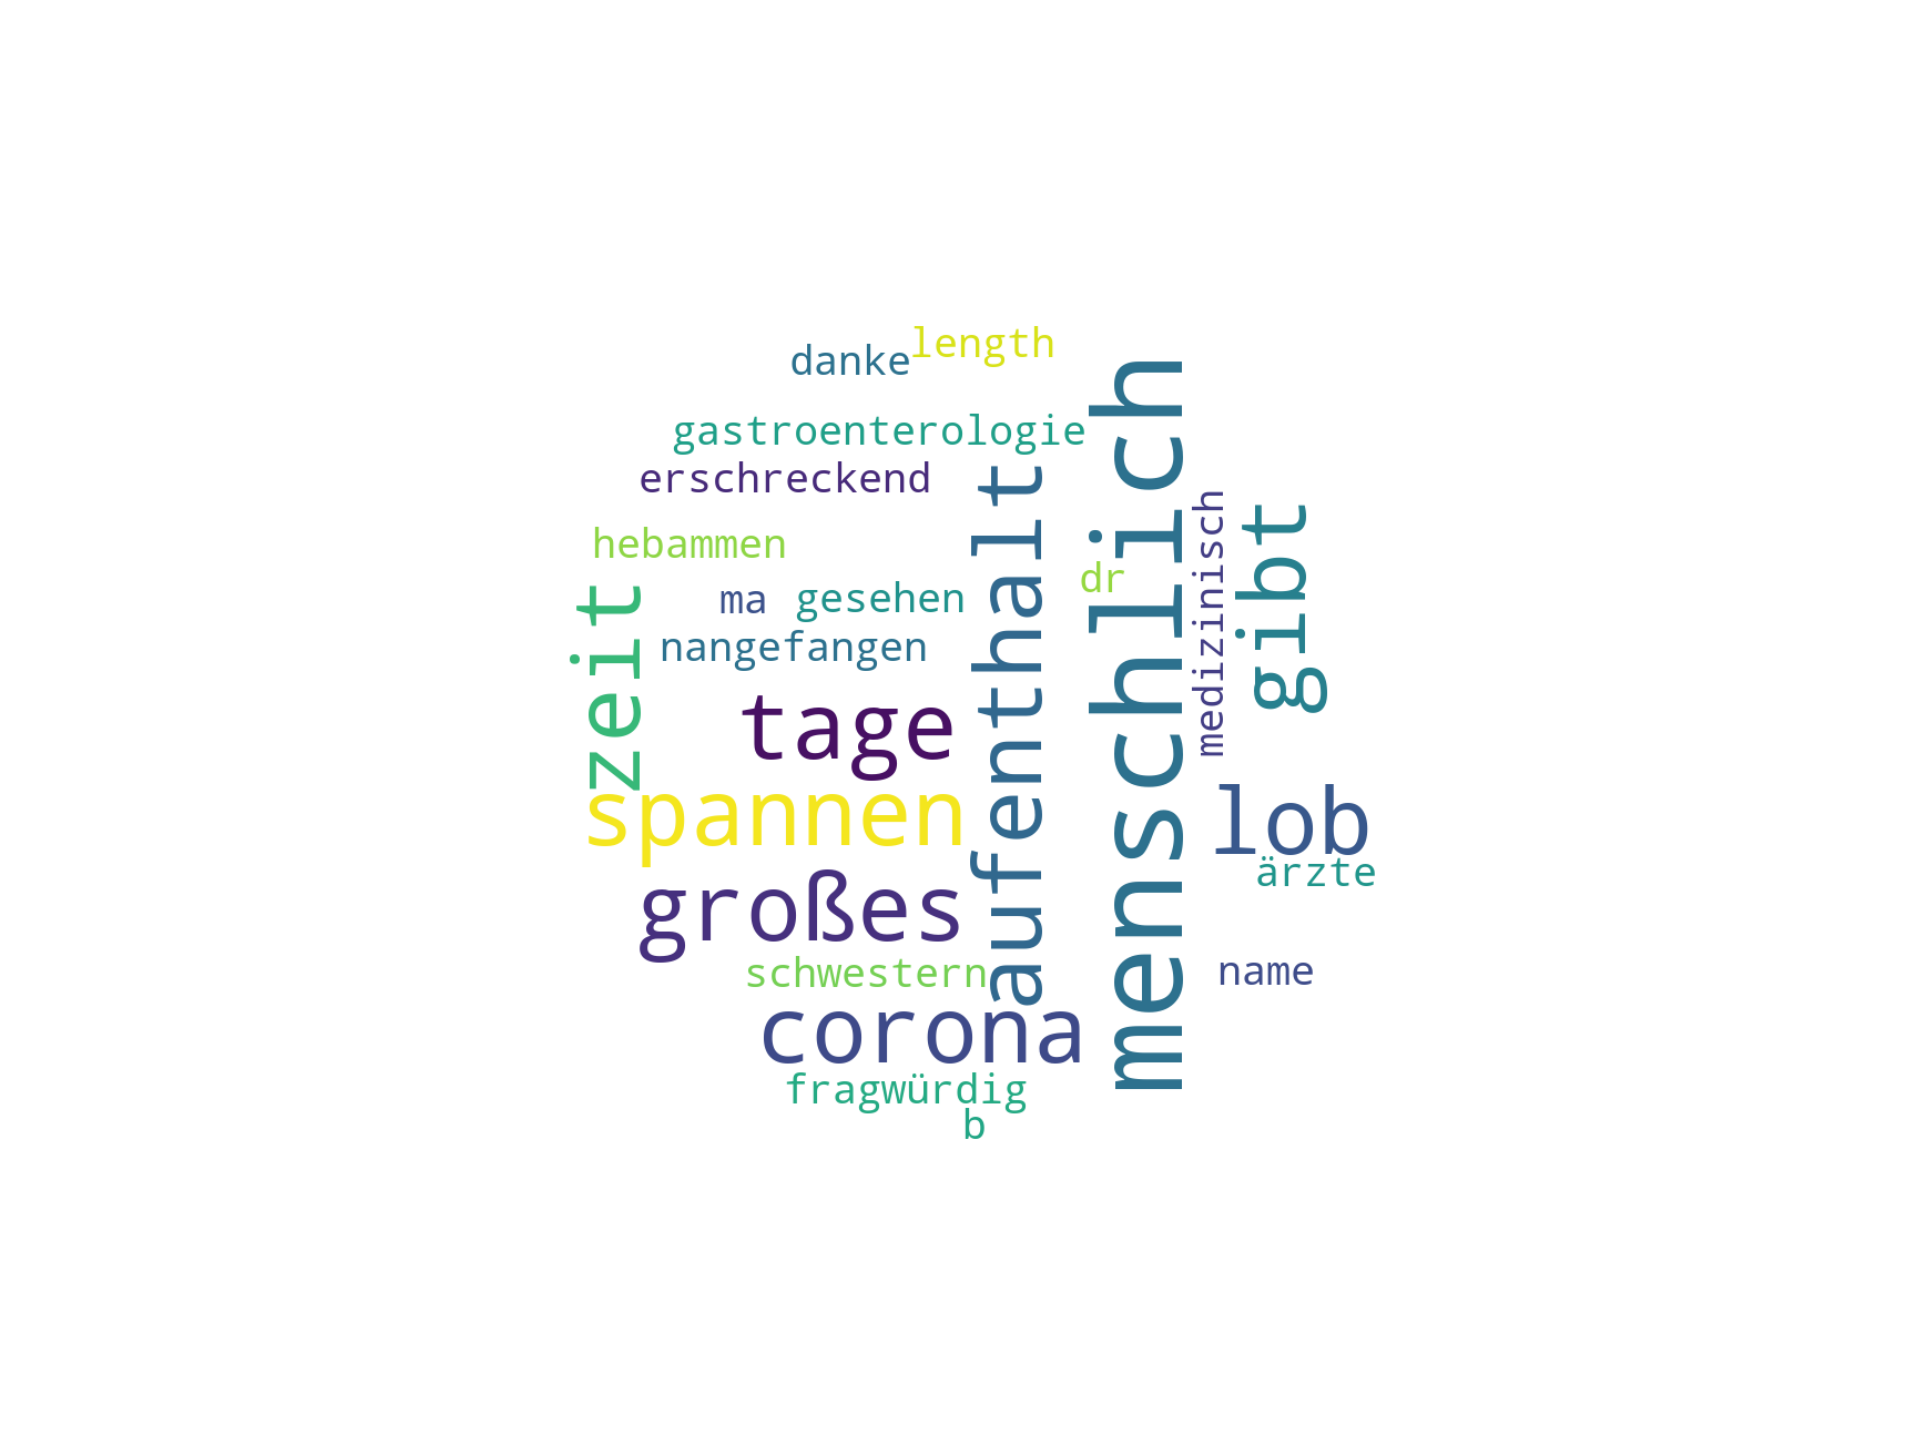 length
danke
gastroenterologie
erschreckend
hebammen
ma
gesehen
nangefangen
zeit
tage
spannen
großes
aufenthalt
menschlich
dr
medizinisch
gibt
lob
ärzte
schwestern
name
corona
fragwürdig
b